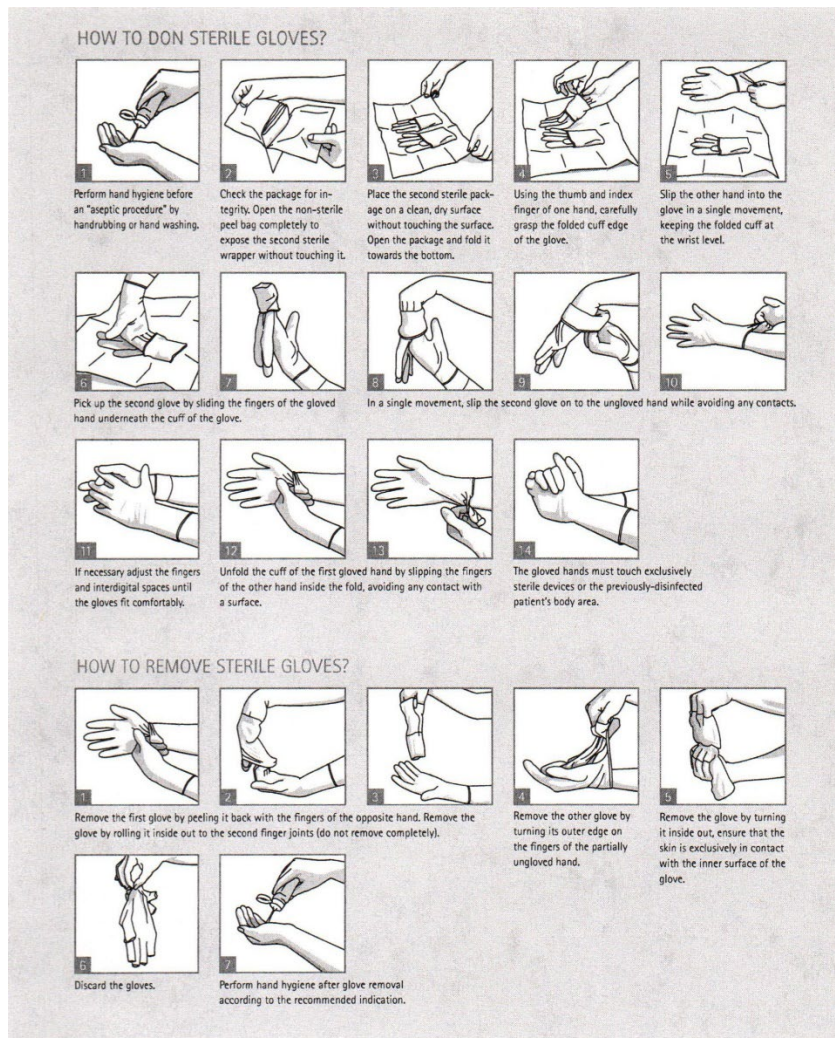 HOW TO DON STERILE GLOVES?
1
2
3
4
5
Perform hand hygiene before
an "aseptic procedure" by
handrubbing or hand washing.
Check the package for in-
tegrity. Open the non-sterile
peel bag completely to
expose the second sterile
wrapper without touching it.
Place the second sterile pack-
age on a clean, dry surface
without touching the surface.
Open the package and fold it
towards the bottom.
Using the thumb and index
finger of one hand, carefully
grasp the folded cuff edge
of the glove.
Slip the other hand into the
glove in a single movement,
keeping the folded cuff at
the wrist level.
6
7
8
9
10
Pick up the second glove by sliding the fingers of the gloved
hand underneath the cuff of the glove.
In a single movement, slip the second glove on to the ungloved hand while avoiding any contacts.
11
12
13
14
If necessary adjust the fingers
and interdigital spaces until
the gloves fit comfortably.
Unfold the cuff of the first gloved hand by slipping the fingers
of the other hand inside the fold, avoiding any contact with
a surface.
The gloved hands must touch exclusively
sterile devices or the previously-disinfected
patient's body area.
HOW TO REMOVE STERILE GLOVES?
1
2
3
4
5
Remove the first glove by peeling it back with the fingers of the opposite hand. Remove the
glove by rolling it inside out to the second finger joints (do not remove completely).
Remove the other glove by
turning its outer edge on
the fingers of the partially
ungloved hand.
Remove the glove by turning
it inside out, ensure that the
skin is exclusively in contact
with the inner surface of the
glove.
6
7
Discard the gloves.
Perform hand hygiene after glove removal
according to the recommended indication.